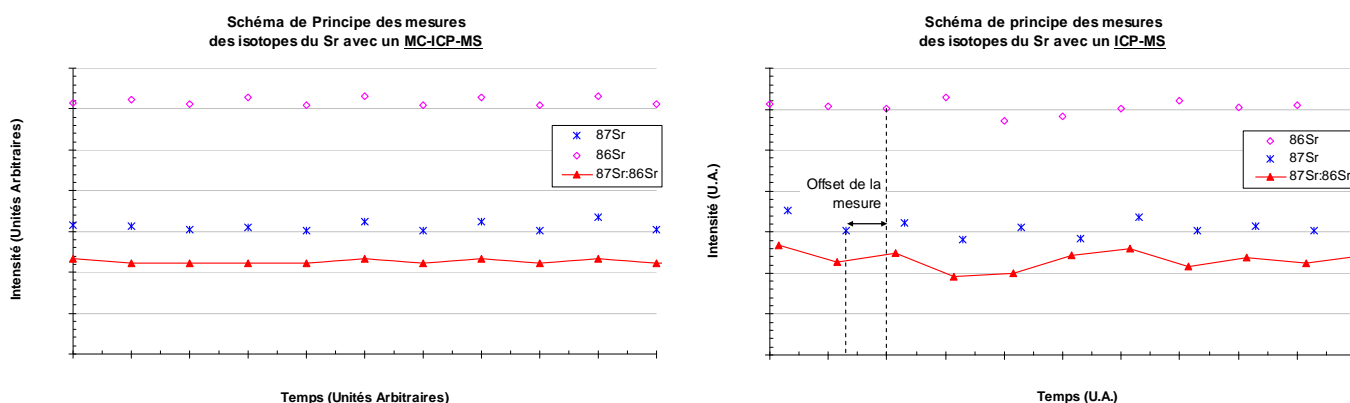 Schéma de Principe des mesures
des isotopes du Sr avec un MC-ICP-MS
Intensité (Unités Arbitraires)
87Sr
86Sr
87Sr:86Sr
Temps (Unités Arbitraires)
Schéma de principe des mesures
des isotopes du Sr avec un ICP-MS
Intensité (U.A.)
86Sr
87Sr
87Sr:86Sr
Offset de la
mesure
Temps (U.A.)